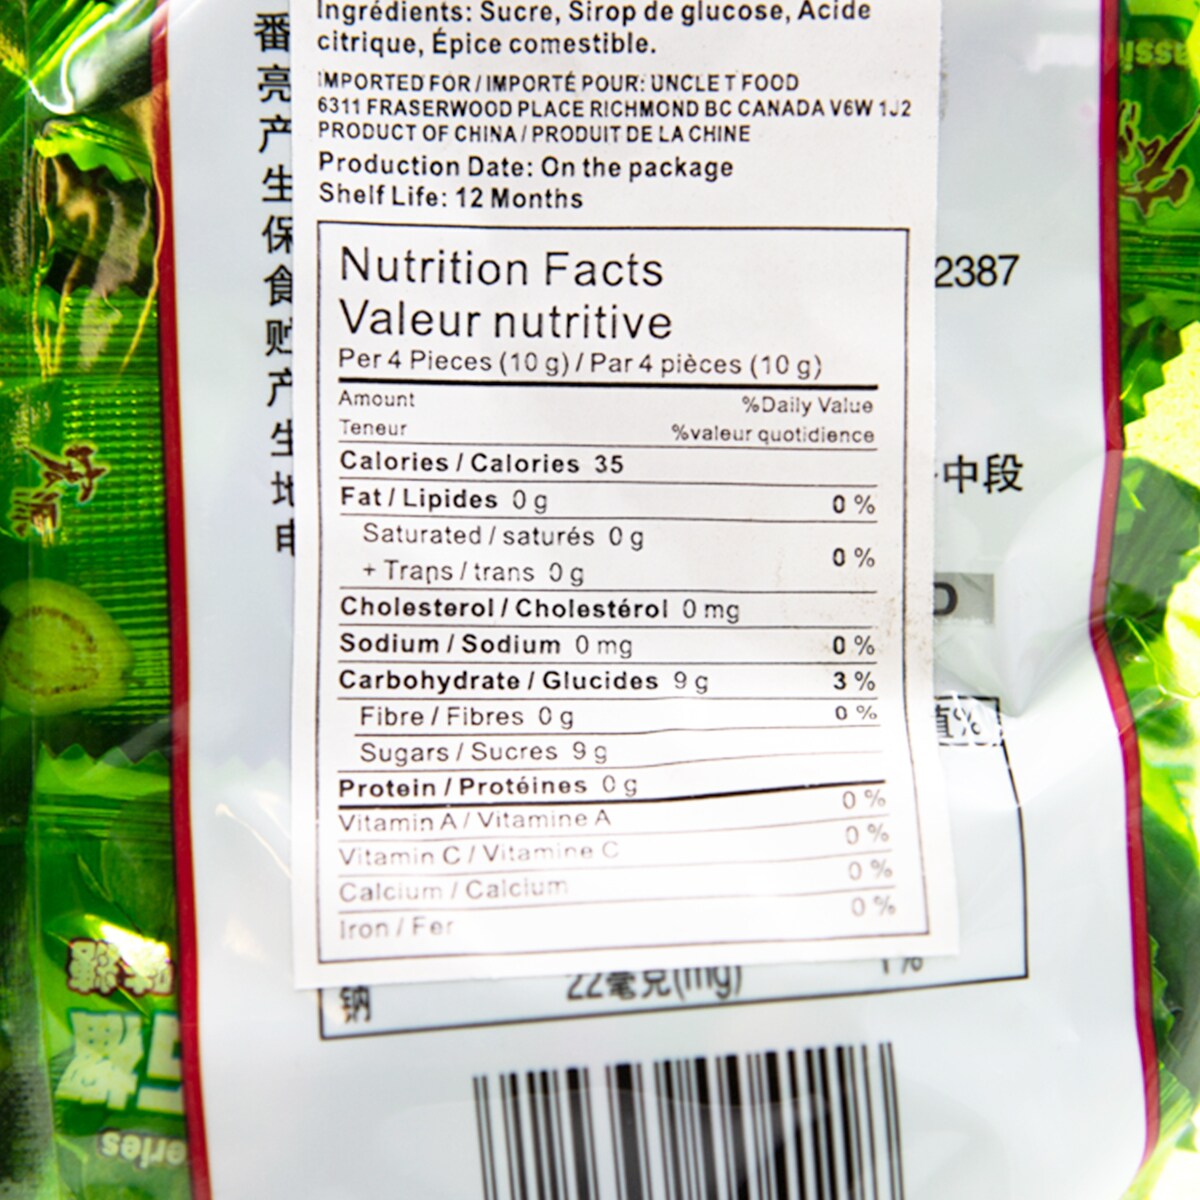 Ingrédients: Sucre, Sirop de glucose, Acide
citrique, Épice comestible.
IMPORTED FOR / IMPORTÉ POUR: UNCLE T FOOD
6311 FRASERWOOD PLACE RICHMOND BC CANADA V6W 1J2
PRODUCT OF CHINA / PRODUIT DE LA CHINE
Production Date: On the package
Shelf Life: 12 Months
Nutrition Facts
Valeur nutritive
Per 4 Pieces (10 g) / Par 4 pièces (10 g)
Amount %Daily Value
Teneur %valeur quotidience
Calories / Calories 35
Fat / Lipides 0 g 0 %
Saturated / saturés 0 g
+ Trans / trans 0 g 0 %
Cholesterol / Cholestérol 0 mg
Sodium / Sodium 0 mg 0 %
Carbohydrate / Glucides 9 g 3 %
Fibre / Fibres 0 g 0 %
Sugars / Sucres 9 g
Protein / Protéines 0 g
Vitamin A / Vitamine A 0 %
Vitamin C / Vitamine C 0 %
Calcium / Calcium 0 %
Iron / Fer 0 %
钠 22毫克(mg) 1%
番
亮
产
生
保
食
贮
产
生
地
2387
中段
值%
eries